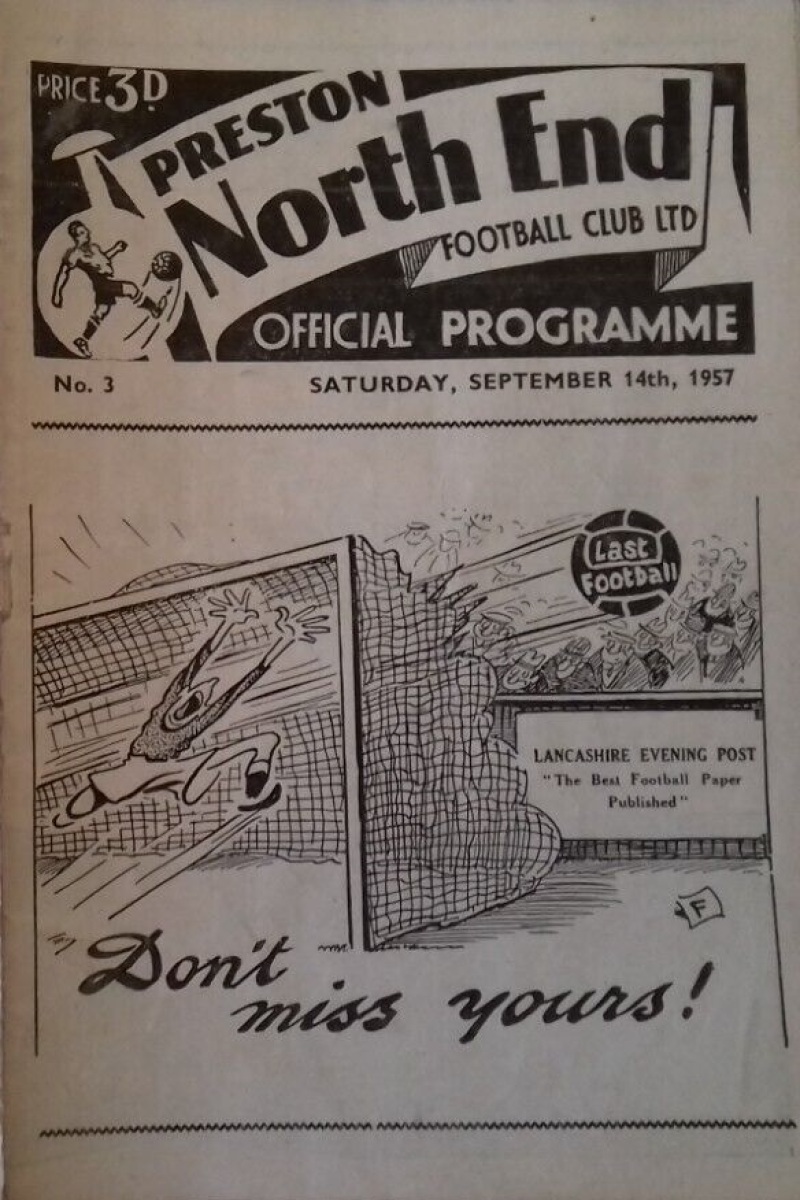 PRICE 3D.
PRESTON
North End
FOOTBALL CLUB LTD
OFFICIAL PROGRAMME
No. 3
SATURDAY, SEPTEMBER 14th, 1957
Last
Football
LANCASHIRE EVENING POST
"The Best Football Paper
Published"
F
Don't
miss yours!